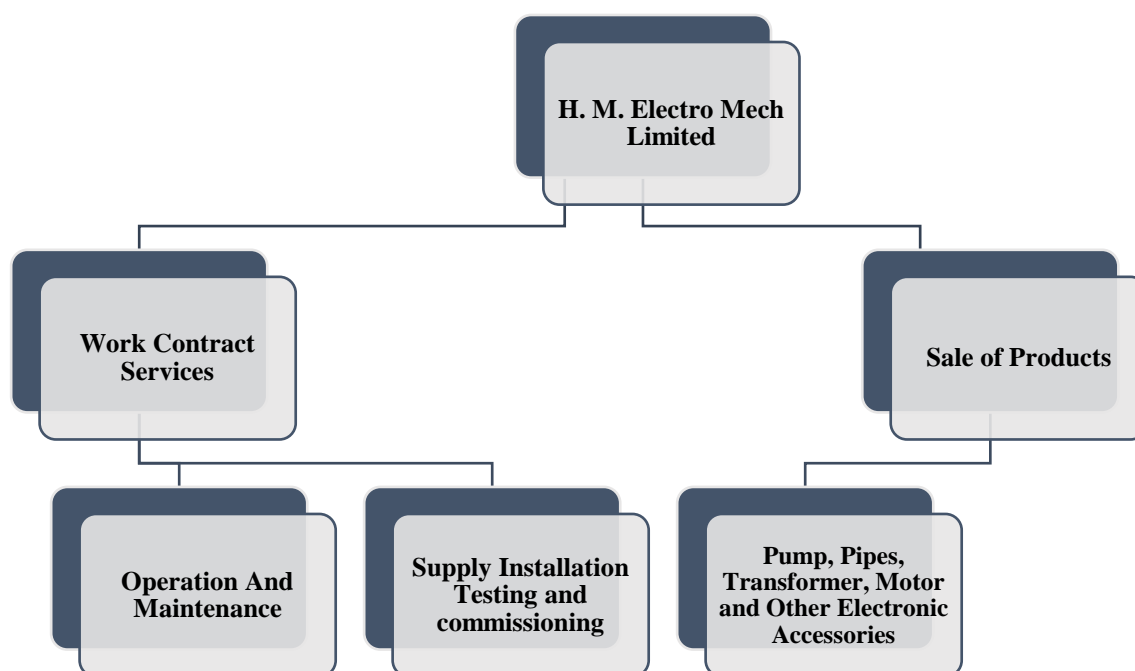 H. M. Electro Mech
Limited
Work Contract
Services
Sale of Products
Operation And
Maintenance
Supply Installation
Testing and
commissioning
Pump, Pipes,
Transformer, Motor
and Other Electronic
Accessories